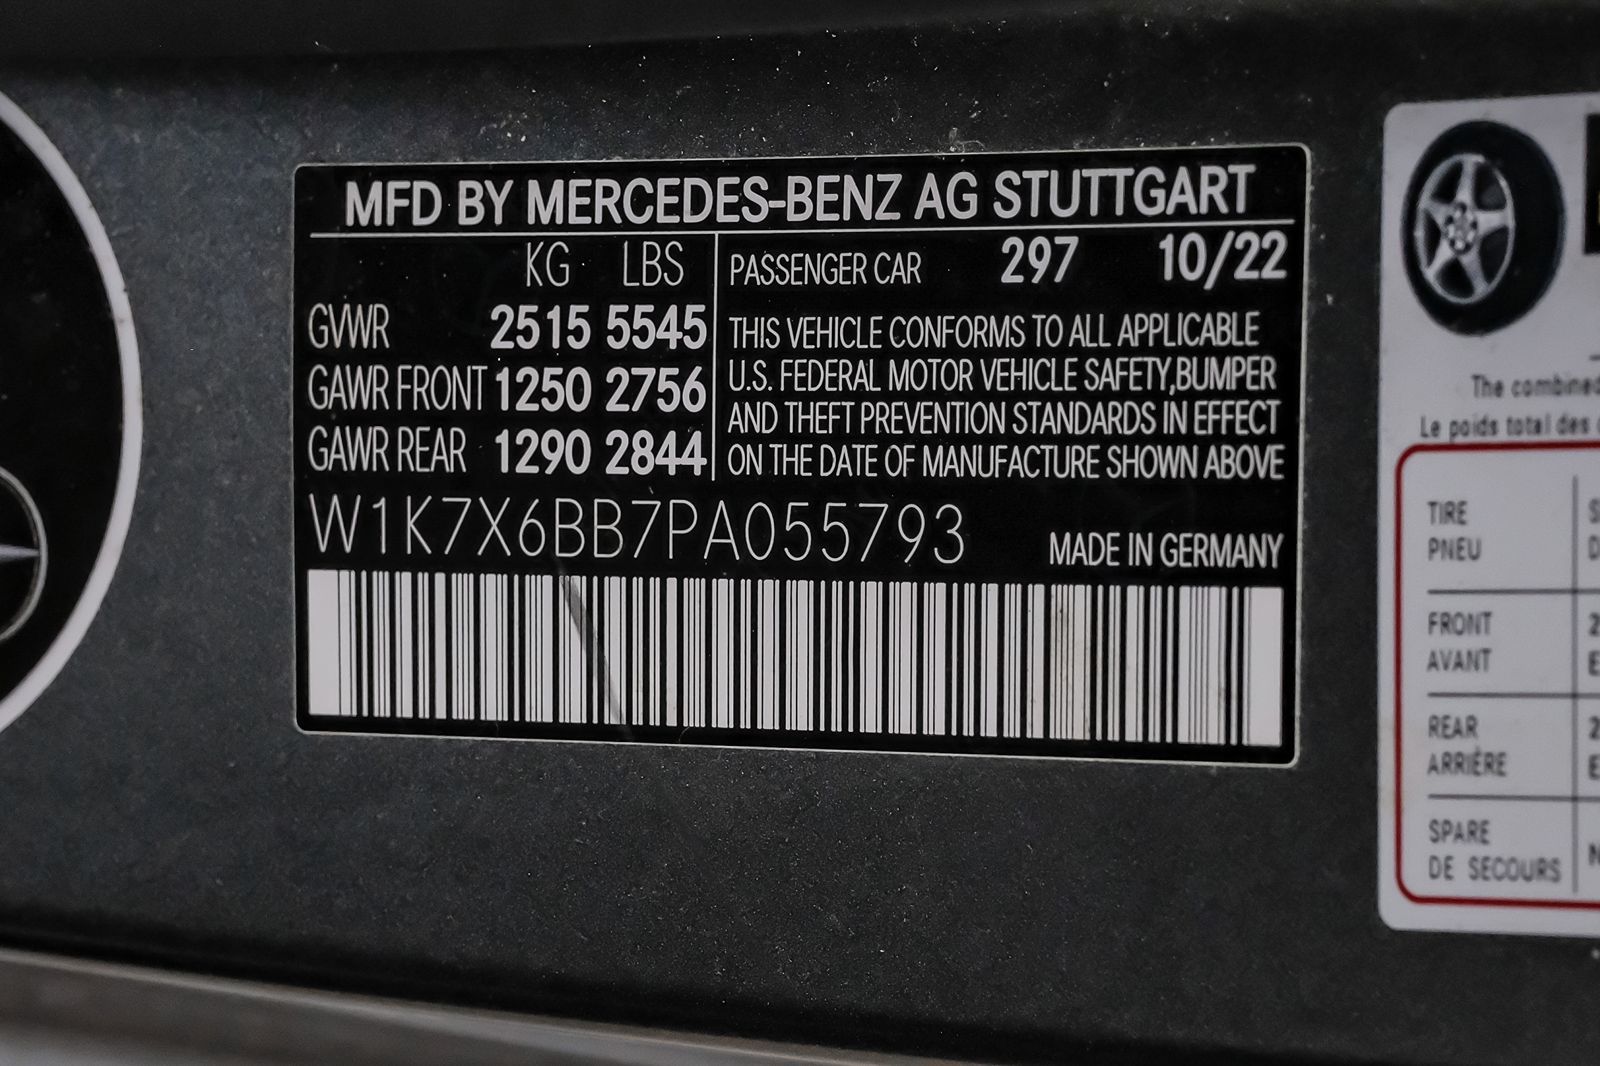 MFD BY MERCEDES-BENZ AG STUTTGART
KG LBS
GVWR 2515 5545
GAWR FRONT 1250 2756
GAWR REAR 1290 2844
PASSENGER CAR 297 10/22
THIS VEHICLE CONFORMS TO ALL APPLICABLE
U.S. FEDERAL MOTOR VEHICLE SAFETY,BUMPER
AND THEFT PREVENTION STANDARDS IN EFFECT
ON THE DATE OF MANUFACTURE SHOWN ABOVE
W1K7X6BB7PA055793
MADE IN GERMANY
The combined
Le poids total des
TIRE
PNEU
FRONT
AVANT
REAR
ARRIÈRE
SPARE
DE SECOURS